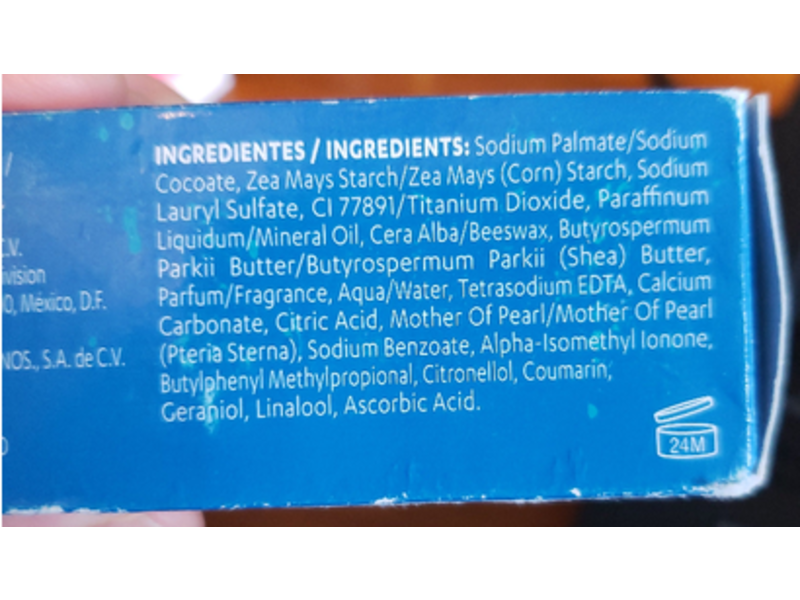 /
C.V.
vision
0, México, D.F.
NOS., S.A. de C.V.
INGREDIENTES / INGREDIENTS: Sodium Palmate/Sodium
Cocoate, Zea Mays Starch/Zea Mays (Corn) Starch, Sodium
Lauryl Sulfate, CI 77891/Titanium Dioxide, Paraffinum
Liquidum/Mineral Oil, Cera Alba/Beeswax, Butyrospermum
Parkii Butter/Butyrospermum Parkii (Shea) Butter,
Parfum/Fragrance, Aqua/Water, Tetrasodium EDTA, Calcium
Carbonate, Citric Acid, Mother Of Pearl/Mother Of Pearl
(Pteria Sterna), Sodium Benzoate, Alpha-Isomethyl Ionone,
Butylphenyl Methylpropional, Citronellol, Coumarin,
Geraniol, Linalool, Ascorbic Acid.
24M